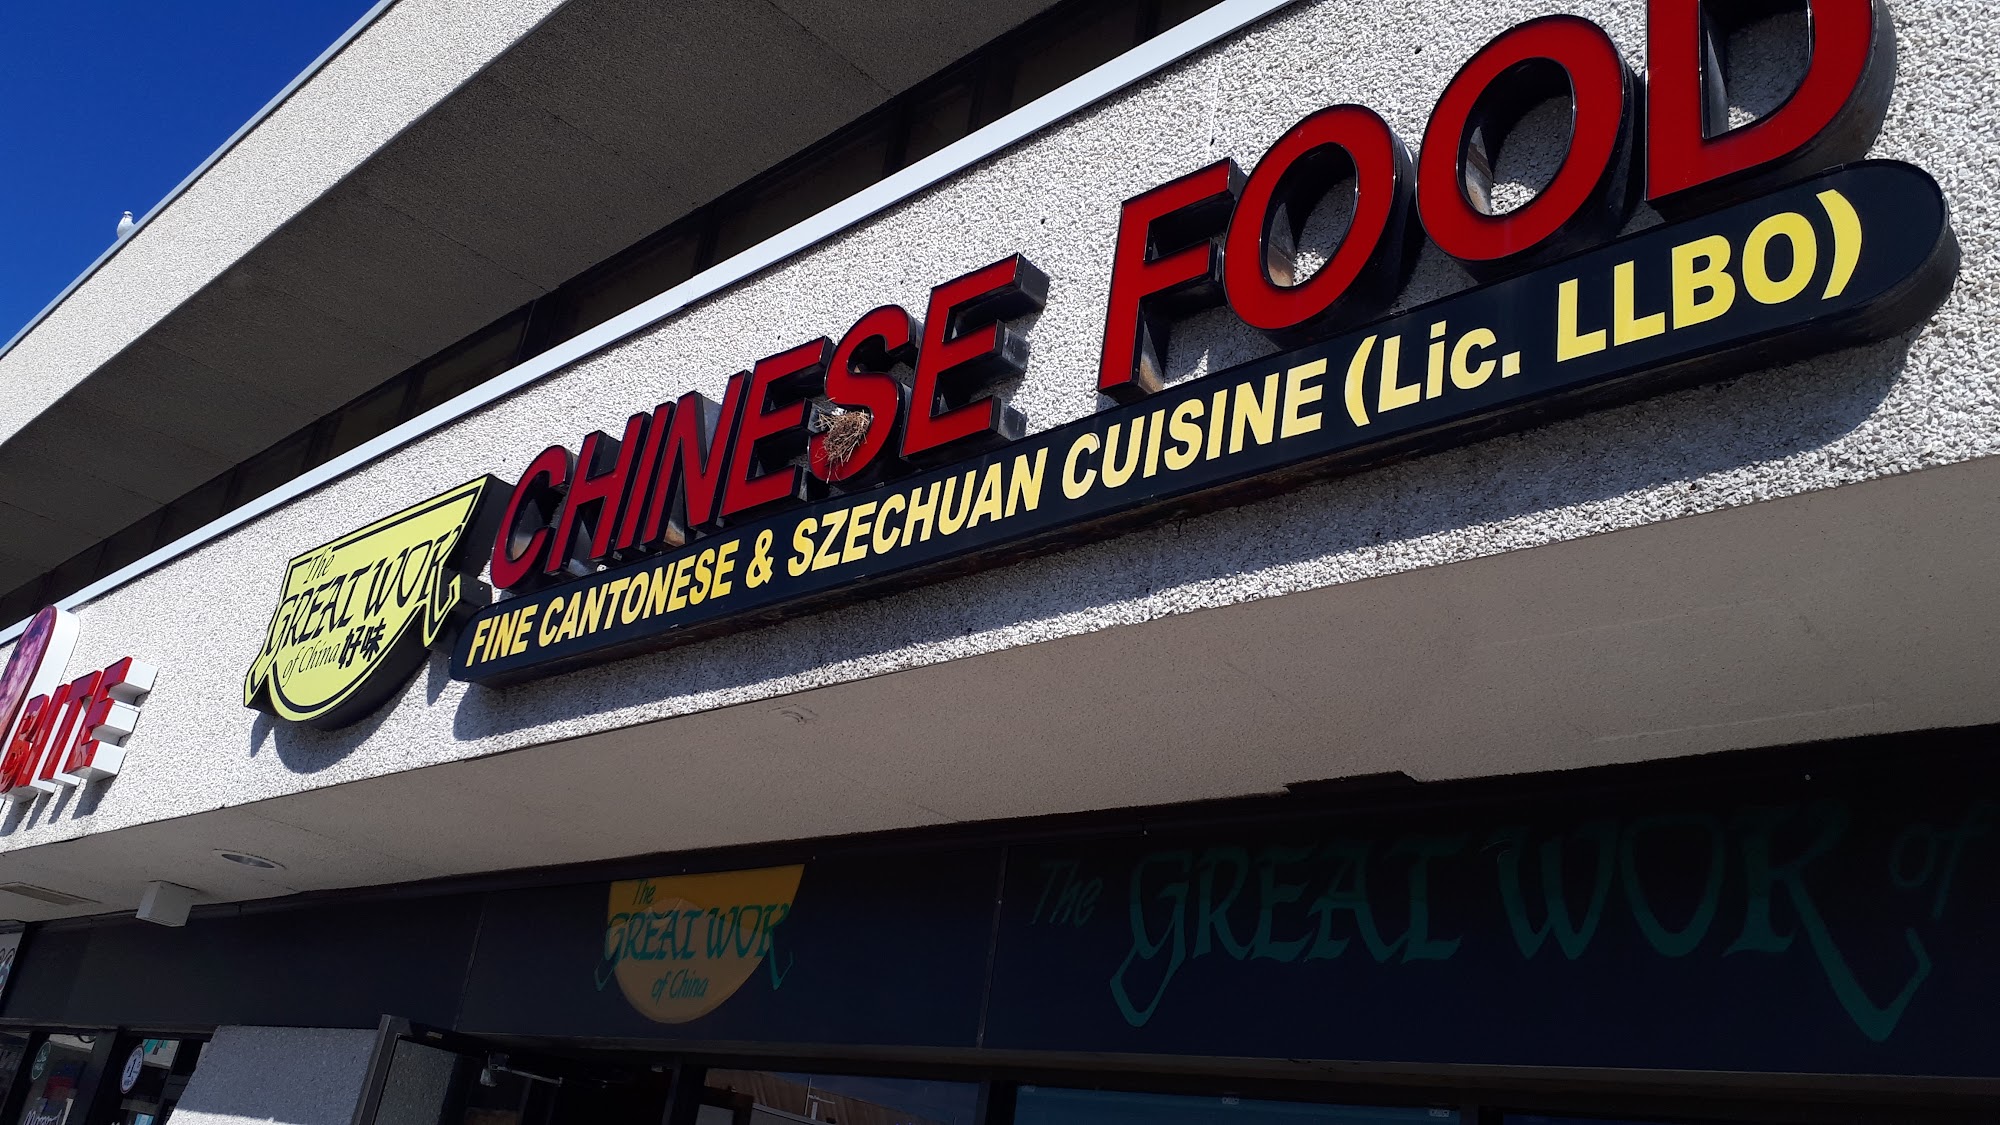 CHINESE FOOD
FINE CANTONESE & SZECHUAN CUISINE (Lic. LLBO)
The
GREAT WOK
of China 好味
BITE
The
GREAT WOK
of China
The GREAT WOK of